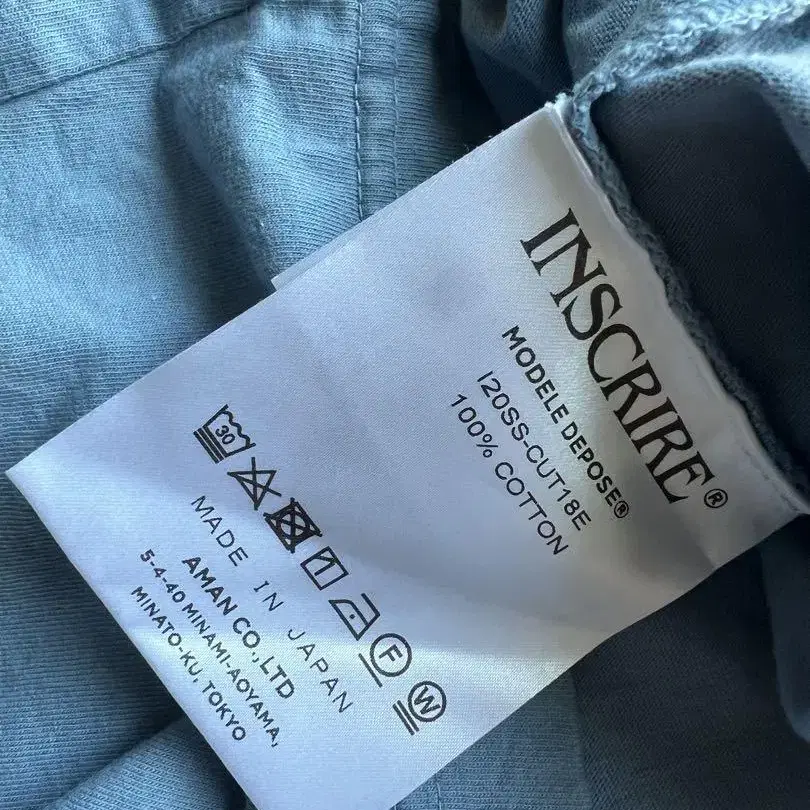 INSCRIRE®
MODELE DEPOSE®
I20SS-CUT18E
100% COTTON
30
F
W
MADE IN JAPAN
AMAN CO.,LTD
5-4-40 MINAMI-AOYAMA,
MINATO-KU, TOKYO